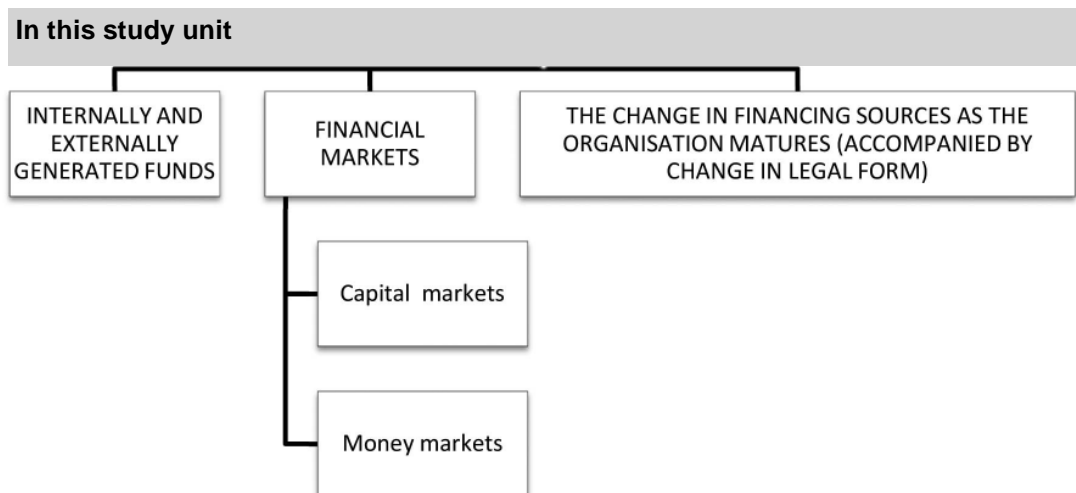 In this study unit
INTERNALLY AND
EXTERNALLY
GENERATED FUNDS
FINANCIAL
MARKETS
THE CHANGE IN FINANCING SOURCES AS THE
ORGANISATION MATURES (ACCOMPANIED BY
CHANGE IN LEGAL FORM)
Capital markets
Money markets